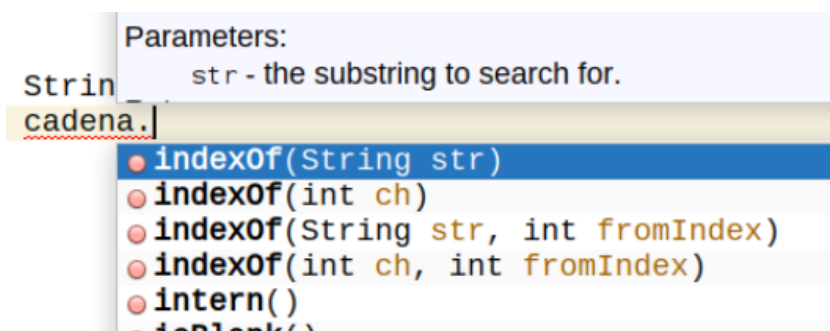 Parameters:
str - the substring to search for.
Strin
cadena.
indexOf(String str)
indexOf(int ch)
indexOf(String str, int fromIndex)
indexOf(int ch, int fromIndex)
intern()